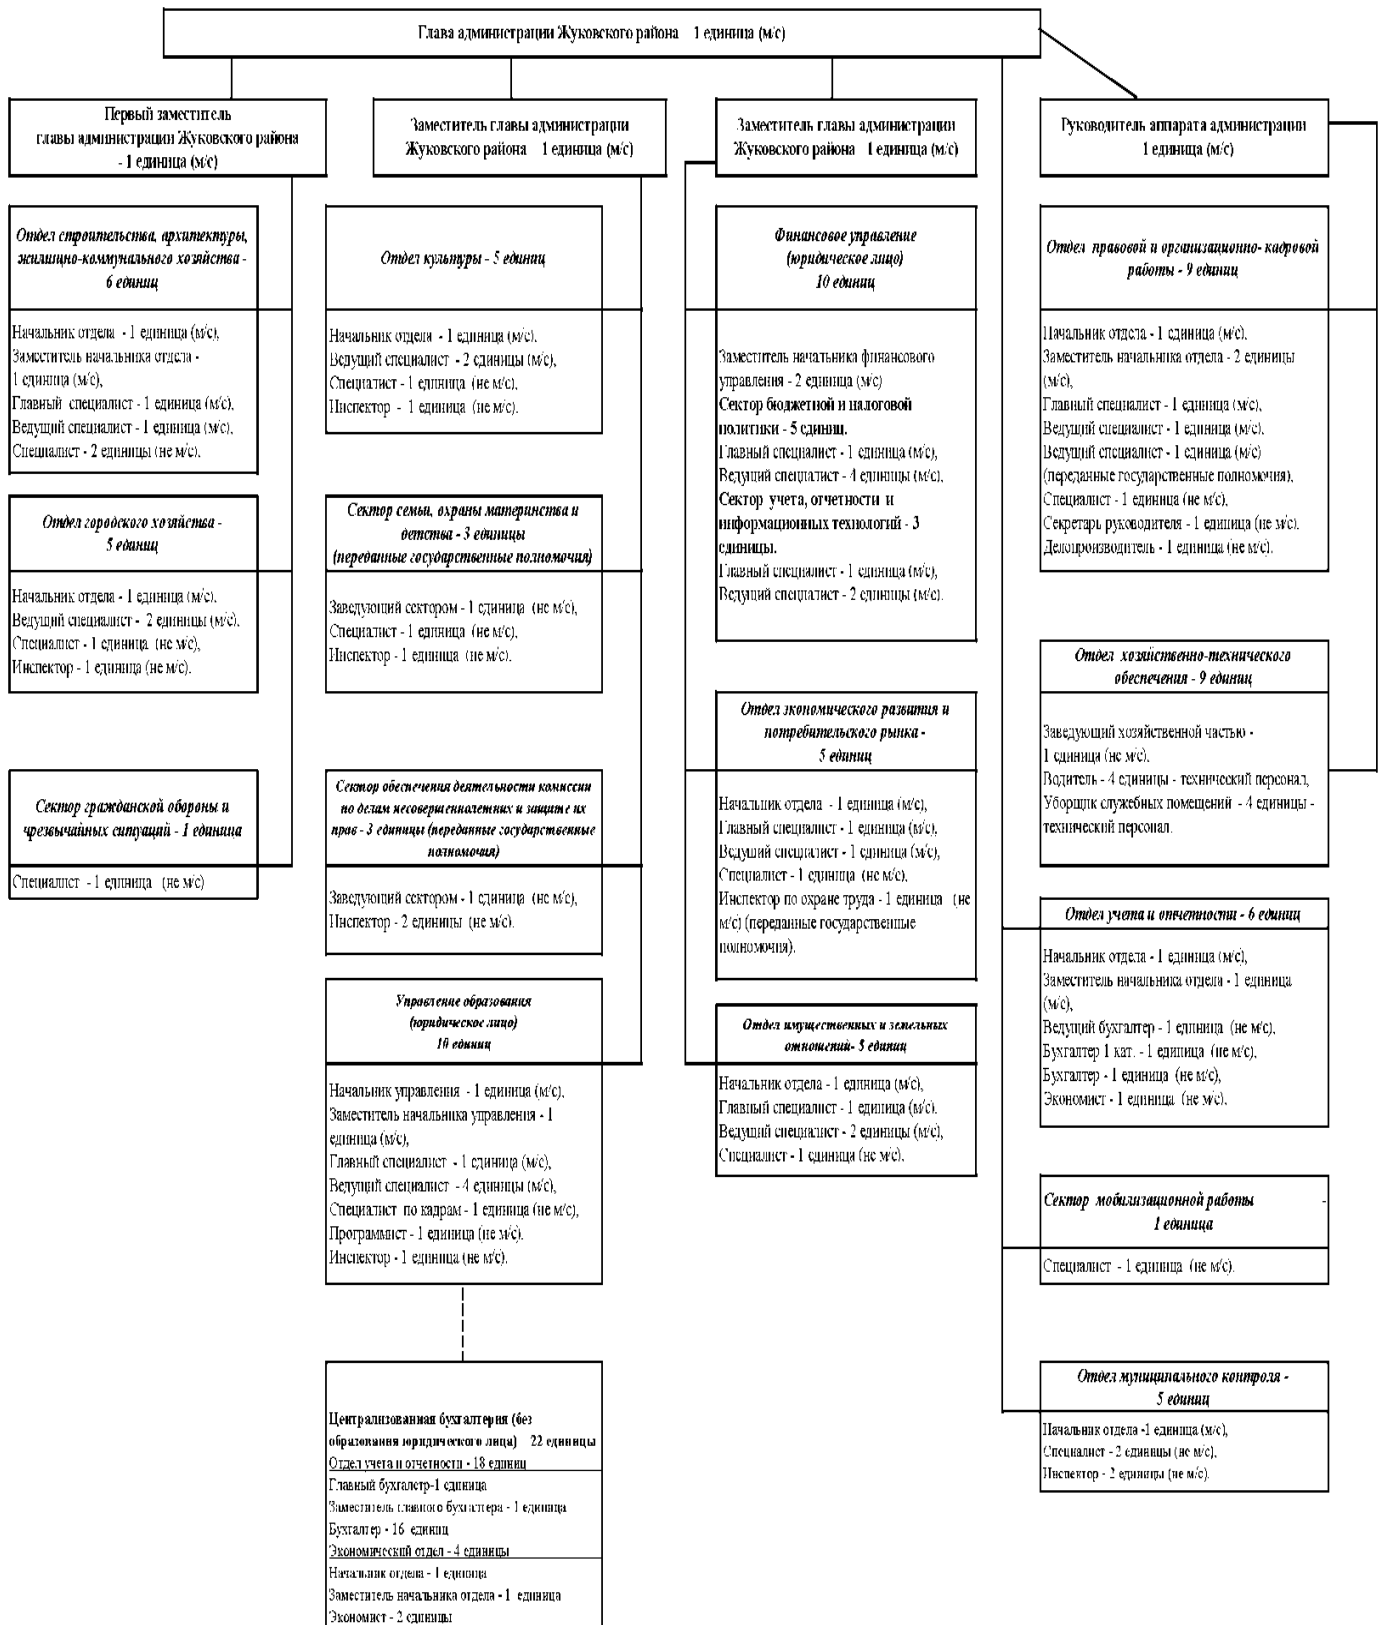 Глава администрации Жуковского района 1 единица (м/с)
Первый заместитель
главы администрации Жуковского района
- 1 единица (м/с)
Отдел строительства, архитектуры,
жилищно-коммунального хозяйства -
6 единиц
Начальник отдела - 1 единица (м/с),
Заместитель начальника отдела -
1 единица (м/с),
Главный специалист - 1 единица (м/с),
Ведущий специалист - 1 единица (м/с),
Специалист - 2 единицы (не м/с).
Отдел городского хозяйства -
5 единиц
Начальник отдела - 1 единица (м/с),
Ведущий специалист - 2 единицы (м/с),
Специалист - 1 единица (не м/с),
Инспектор - 1 единица (не м/с).
Сектор гражданской обороны и
чрезвычайных ситуаций - 1 единица
Специалист - 1 единица (не м/с)
Заместитель главы администрации
Жуковского района 1 единица (м/с)
Отдел культуры - 5 единиц
Начальник отдела - 1 единица (м/с),
Ведущий специалист - 2 единицы (м/с),
Специалист - 1 единица (не м/с),
Инспектор - 1 единица (не м/с).
Сектор семьи, охраны материнства и
детства - 3 единицы
(переданные государственные полномочия)
Заведующий сектором - 1 единица (не м/с),
Специалист - 1 единица (не м/с),
Инспектор - 1 единица (не м/с).
Сектор обеспечения деятельности комиссии
по делам несовершеннолетних и защите их
прав - 3 единицы (переданные государственные
полномочия)
Заведующий сектором - 1 единица (не м/с),
Инспектор - 2 единицы (не м/с).
Управление образования
(юридическое лицо)
10 единиц
Начальник управления - 1 единица (м/с),
Заместитель начальника управления - 1
единица (м/с),
Главный специалист - 1 единица (м/с),
Ведущий специалист - 4 единицы (м/с),
Специалист по кадрам - 1 единица (не м/с),
Программист - 1 единица (не м/с).
Инспектор - 1 единица (не м/с).
Централизованная бухгалтерия (без
образования юридического лица) 22 единицы
Отдел учета и отчетности - 18 единиц
Главный бухгалтер-1 единица
Заместитель главного бухгалтера - 1 единица
Бухгалтер - 16 единиц
Экономический отдел - 4 единицы
Начальник отдела - 1 единица
Заместитель начальника отдела - 1 единица
Экономист - 2 единицы
Заместитель главы администрации
Жуковского района 1 единица (м/с)
Финансовое управление
(юридическое лицо)
10 единиц
Заместитель начальника финансового
управления - 2 единица (м/с)
Сектор бюджетной и налоговой
политики - 5 единиц.
Главный специалист - 1 единица (м/с),
Ведущий специалист - 4 единицы (м/с),
Сектор учета, отчетности и
информационных технологий - 3
единицы.
Главный специалист - 1 единица (м/с),
Ведущий специалист - 2 единицы (м/с).
Отдел экономического развития и
потребительского рынка -
5 единиц
Начальник отдела - 1 единица (м/с),
Главный специалист - 1 единица (м/с),
Ведущий специалист - 1 единица (м/с),
Специалист - 1 единица (не м/с),
Инспектор по охране труда - 1 единица (не
м/с) (переданные государственные
полномочия).
Отдел имущественных и земельных
отношений- 5 единиц
Начальник отдела - 1 единица (м/с),
Главный специалист - 1 единица (м/с),
Ведущий специалист - 2 единицы (м/с),
Специалист - 1 единица (не м/с).
Руководитель аппарата администрации
1 единица (м/с)
Отдел правовой и организационно- кадровой
работы - 9 единиц
Начальник отдела - 1 единица (м/с),
Заместитель начальника отдела - 2 единицы
(м/с),
Главный специалист - 1 единица (м/с),
Ведущий специалист - 1 единица (м/с),
Ведущий специалист - 1 единица (м/с)
(переданные государственные полномочия),
Специалист - 1 единица (не м/с),
Секретарь руководителя - 1 единица (не м/с).
Делопроизводитель - 1 единица (не м/с).
Отдел хозяйственно-технического
обеспечения - 9 единиц
Заведующий хозяйственной частью -
1 единица (не м/с),
Водитель - 4 единицы - технический персонал,
Уборщик служебных помещений - 4 единицы -
технический персонал.
Отдел учета и отчетности - 6 единиц
Начальник отдела - 1 единица (м/с),
Заместитель начальника отдела - 1 единица
(м/с),
Ведущий бухгалтер - 1 единица (не м/с),
Бухгалтер 1 кат. - 1 единица (не м/с),
Бухгалтер - 1 единица (не м/с),
Экономист - 1 единица (не м/с).
Сектор мобилизационной работы -
1 единица
Специалист - 1 единица (не м/с).
Отдел муниципального контроля -
5 единиц
Начальник отдела -1 единица (м/с),
Специалист - 2 единицы (не м/с),
Инспектор - 2 единицы (не м/с).